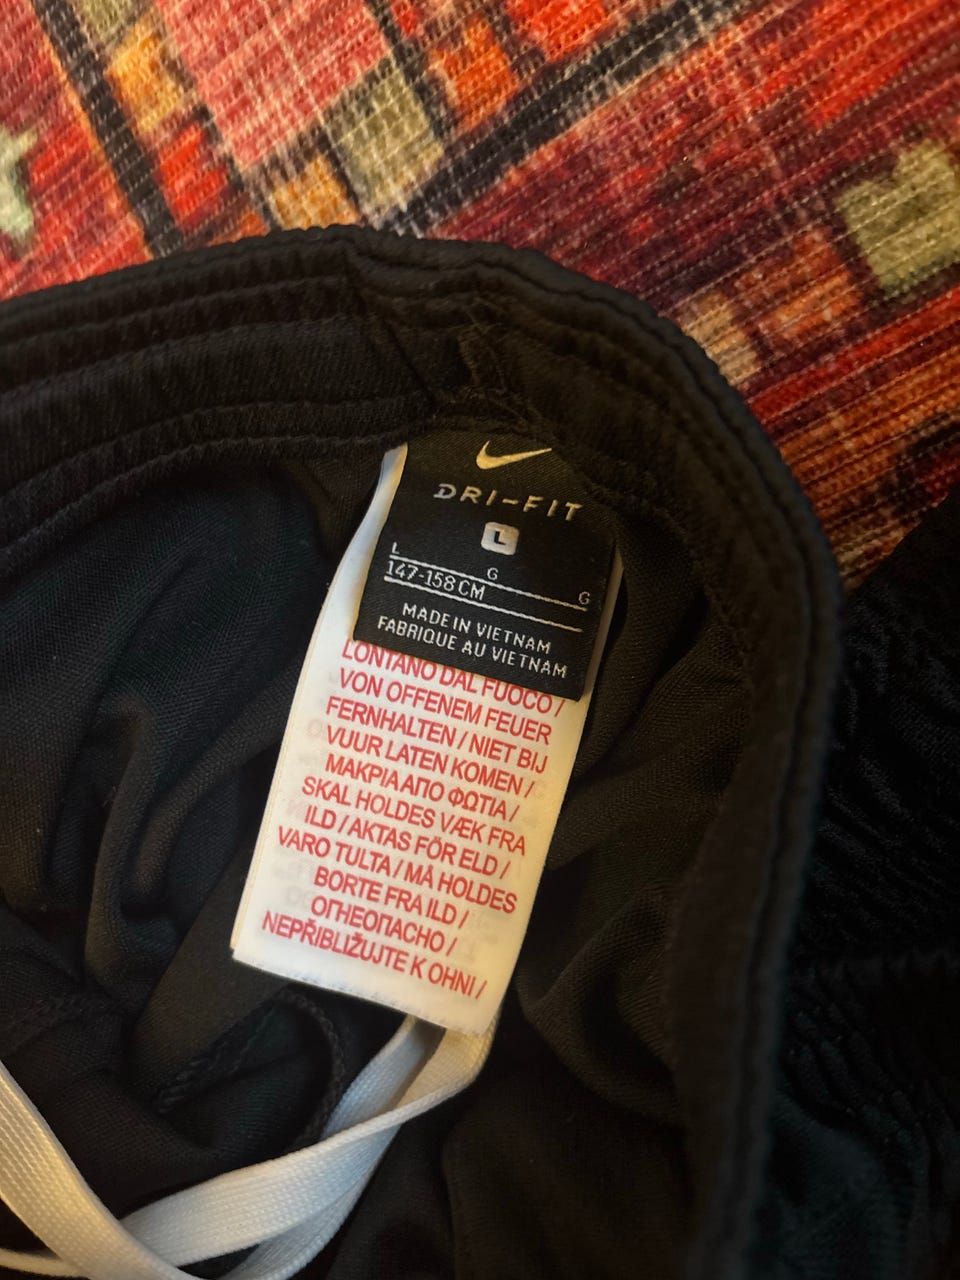 DRI-FIT
L
L G G
147-158 CM
MADE IN VIETNAM
FABRIQUE AU VIETNAM
LONTANO DAL FUOCO /
VON OFFENEM FEUER
FERNHALTEN / NIET BIJ
VUUR LATEN KOMEN /
ΜΑΚΡΙΑ ΑΠΟ ΦΩΤΙΑ /
SKAL HOLDES VÆK FRA
ILD / AKTAS FÖR ELD /
VARO TULTA / MÅ HOLDES
BORTE FRA ILD /
ОГНЕОПАСНО /
NEPŘIBLIŽUJTE K OHNI /